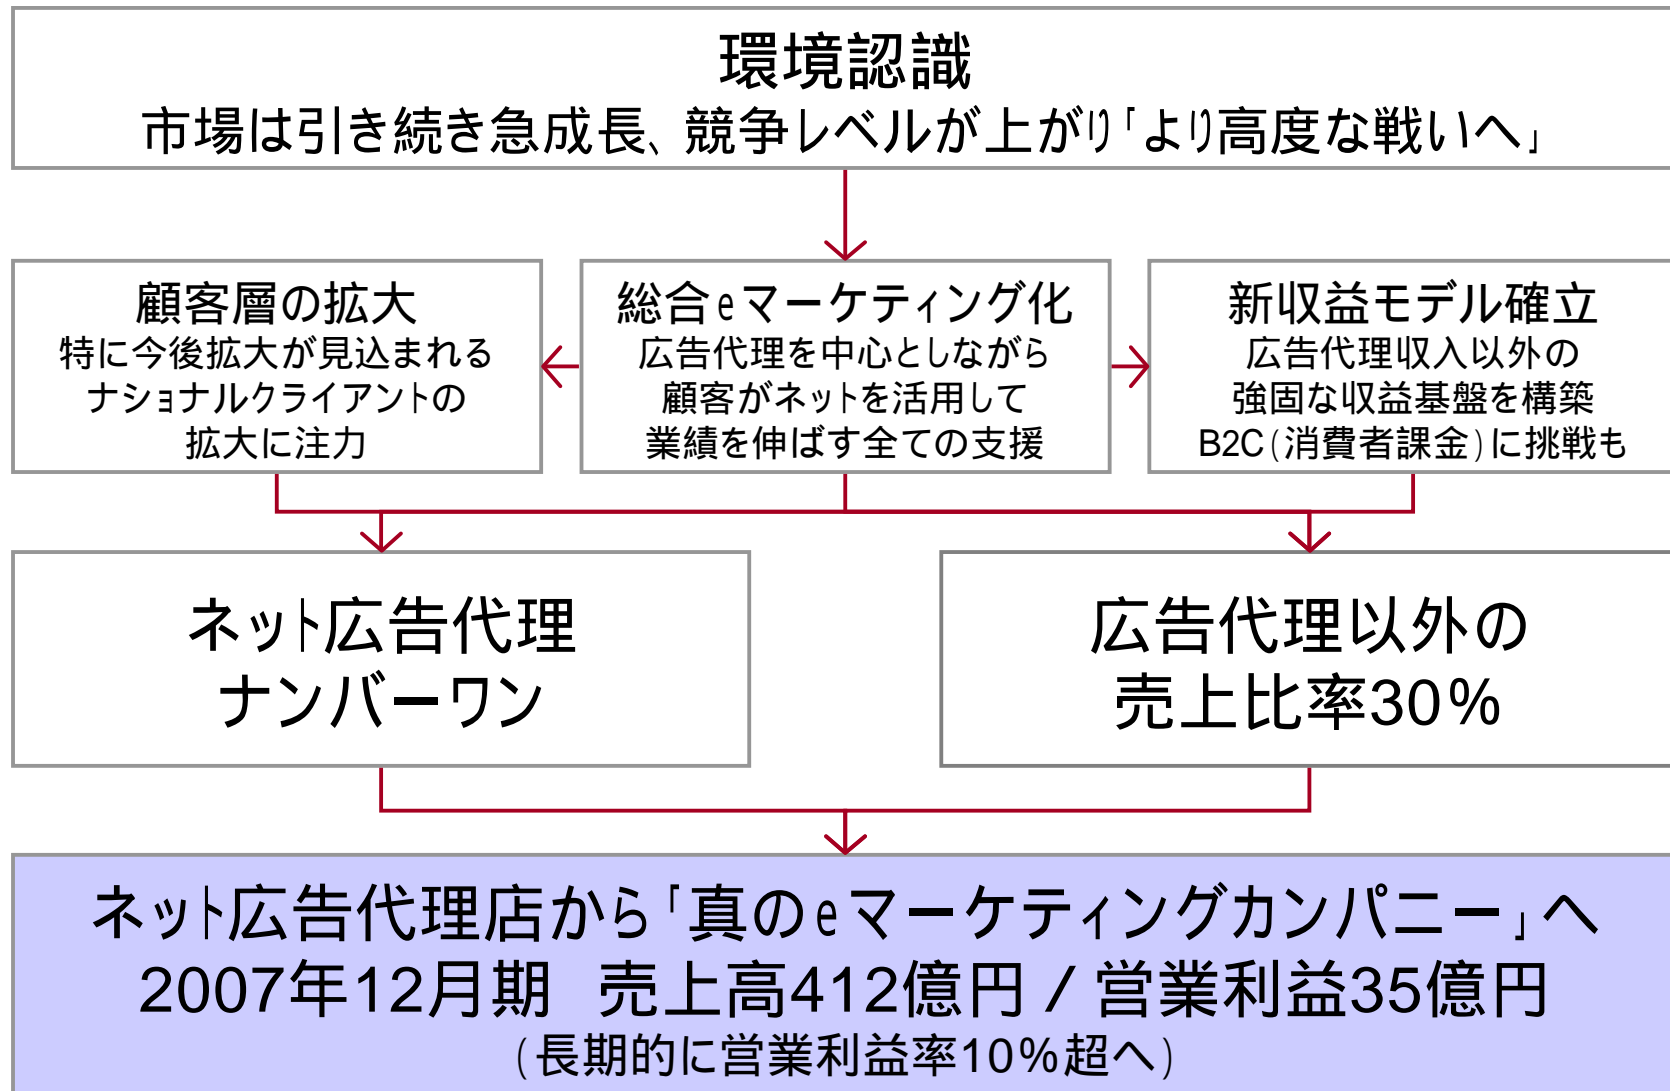 環境認識
市場は引き続き急成長、競争レベルが上がり「より高度な戦いへ」
顧客層の拡大
特に今後拡大が見込まれる
ナショナルクライアントの
拡大に注力
総合eマーケティング化
広告代理を中心としながら
顧客がネットを活用して
業績を伸ばす全ての支援
新収益モデル確立
広告代理収入以外の
強固な収益基盤を構築
B2C(消費者課金)に挑戦も
ネット広告代理
ナンバーワン
広告代理以外の
売上比率30%
ネット広告代理店から「真のeマーケティングカンパニー」へ
2007年12月期 売上高412億円／営業利益35億円
(長期的に営業利益率10%超へ)